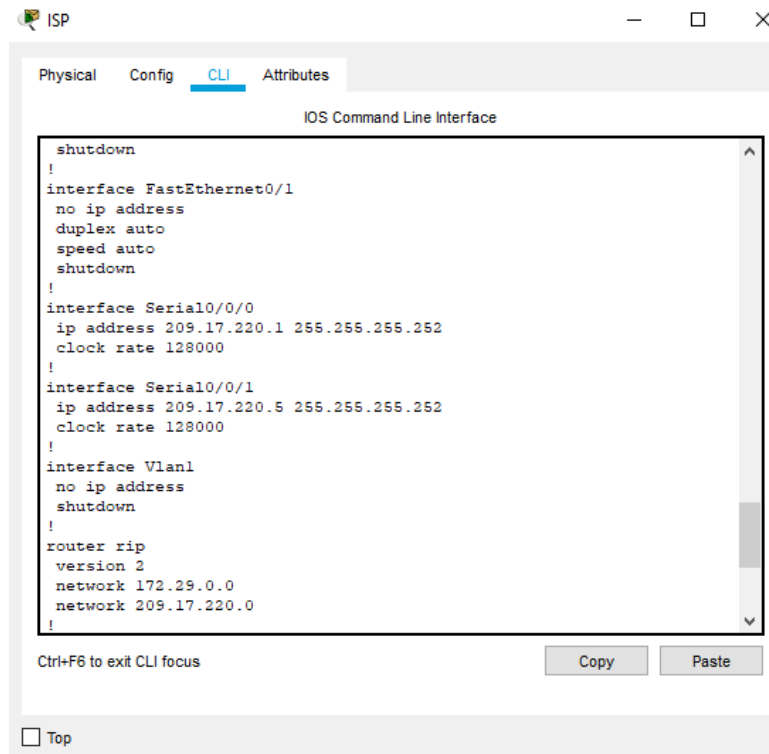 ISP
Physical Config CLI Attributes
IOS Command Line Interface
shutdown
!
interface FastEthernet0/1
no ip address
duplex auto
speed auto
shutdown
!
interface Serial0/0/0
ip address 209.17.220.1 255.255.255.252
clock rate 128000
!
interface Serial0/0/1
ip address 209.17.220.5 255.255.255.252
clock rate 128000
!
interface Vlan1
no ip address
shutdown
!
router rip
version 2
network 172.29.0.0
network 209.17.220.0
!
Ctrl+F6 to exit CLI focus Copy Paste
Top